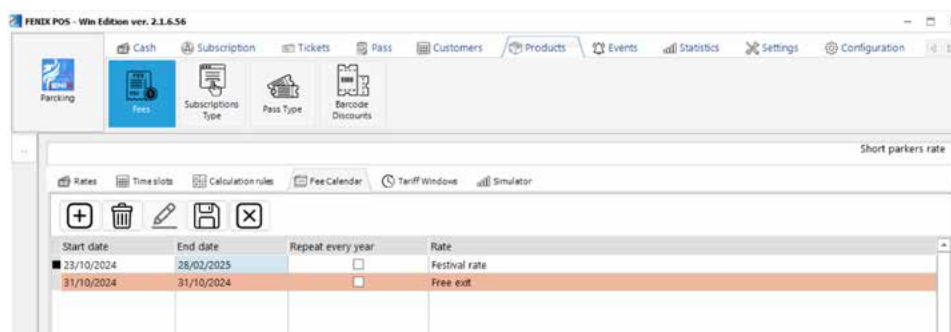 FENIX POS - Win Edition ver. 2.1.6.56
Cash Subscription Tickets Pass Customers Products Events Statistics Settings Configuration
Parcking
Fees
Subscriptions
Type
Pass Type
Barcode
Discounts
Short parkers rate
Rates Time slots Calculation rules Fee Calendar Tariff Windows Simulator
Start date End date Repeat every year Rate
23/10/2024 28/02/2025 Festival rate
31/10/2024 31/10/2024 Free exit